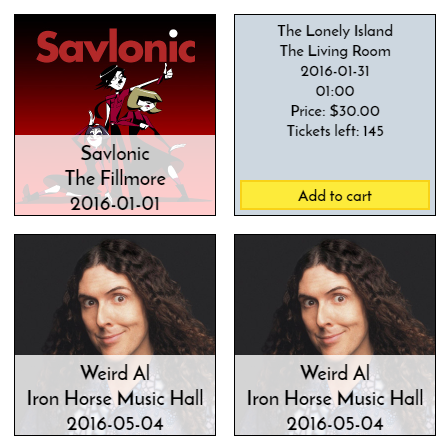 Savlonic
Savlonic
The Fillmore
2016-01-01
The Lonely Island
The Living Room
2016-01-31
01:00
Price: $30.00
Tickets left: 145
Add to cart
Weird Al
Iron Horse Music Hall
2016-05-04
Weird Al
Iron Horse Music Hall
2016-05-04